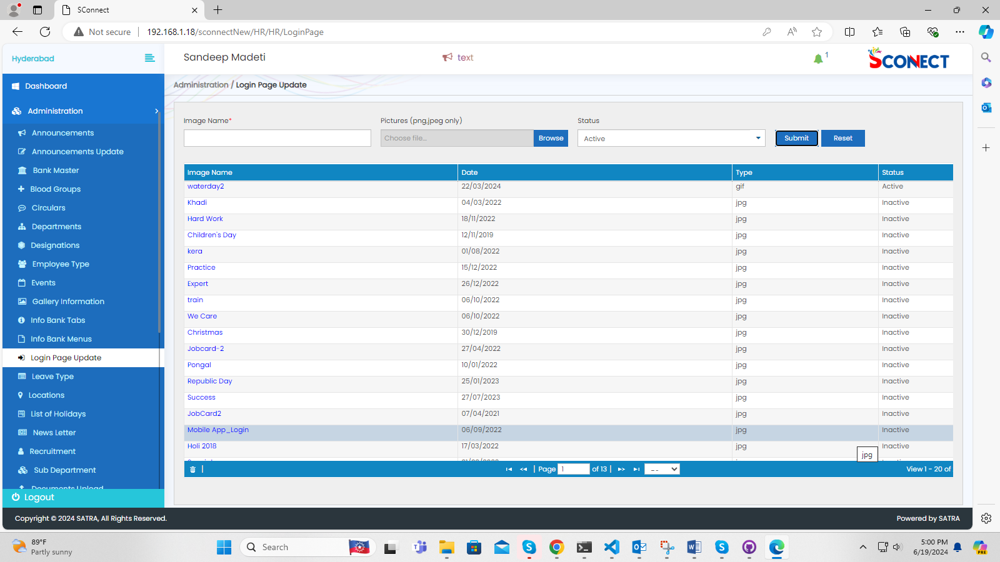 SConnect
Not secure 192.168.1.18/sconnectNew/HR/HR/LoginPage
Hyderabad
Sandeep Madeti
text
1
SCONNECT
Dashboard
Administration
Announcements
Announcements Update
Bank Master
Blood Groups
Circulars
Departments
Designations
Employee Type
Events
Gallery Information
Info Bank Tabs
Info Bank Menus
Login Page Update
Leave Type
Locations
List of Holidays
News Letter
Recruitment
Sub Department
Documents Upload
Logout
Administration / Login Page Update
Image Name* Pictures (png,jpeg only) Status
Choose file... Browse Active Submit Reset
Image Name Date Type Status
waterday2 22/03/2024 gif Active
Khadi 04/03/2022 jpg Inactive
Hard Work 18/11/2022 jpg Inactive
Children's Day 12/11/2019 jpg Inactive
kera 01/08/2022 jpg Inactive
Practice 15/12/2022 jpg Inactive
Expert 26/12/2022 jpg Inactive
train 06/10/2022 jpg Inactive
We Care 06/10/2022 jpg Inactive
Christmas 30/12/2019 jpg Inactive
Jobcard-2 27/04/2022 jpg Inactive
Pongal 10/01/2022 jpg Inactive
Republic Day 25/01/2023 jpg Inactive
Success 27/07/2023 jpg Inactive
JobCard2 07/04/2021 jpg Inactive
Mobile App_Login 06/09/2022 jpg Inactive
Holi 2018 17/03/2022 jpg Inactive
jpg
Page 1 of 13 -- View 1 - 20 of
Copyright © 2024 SATRA, All Rights Reserved. Powered by SATRA
89°F
Partly sunny
Search
5:00 PM
6/19/2024
PRE